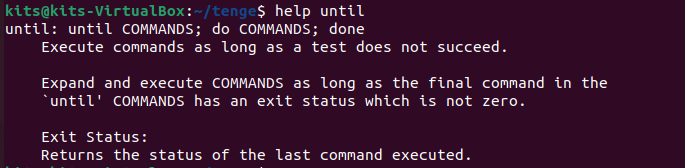 kits@kits-VirtualBox:~/tenge$ help until
until: until COMMANDS; do COMMANDS; done
    Execute commands as long as a test does not succeed.

    Expand and execute COMMANDS as long as the final command in the
    `until' COMMANDS has an exit status which is not zero.

    Exit Status:
    Returns the status of the last command executed.